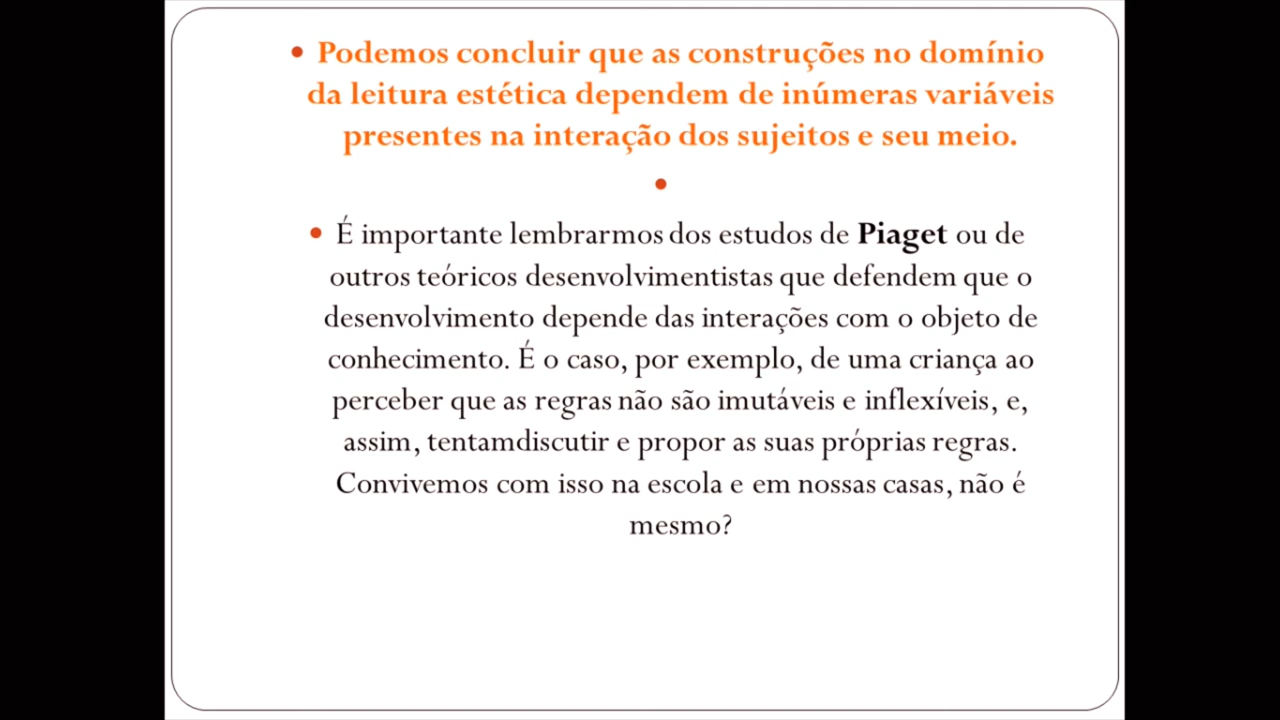 • Podemos concluir que as construções no domínio
da leitura estética dependem de inúmeras variáveis
presentes na interação dos sujeitos e seu meio.
•
• É importante lembrarmos dos estudos de Piaget ou de
outros teóricos desenvolvimentistas que defendem que o
desenvolvimento depende das interações com o objeto de
conhecimento. É o caso, por exemplo, de uma criança ao
perceber que as regras não são imutáveis e inflexíveis, e,
assim, tentamdiscutir e propor as suas próprias regras.
Convivemos com isso na escola e em nossas casas, não é
mesmo?